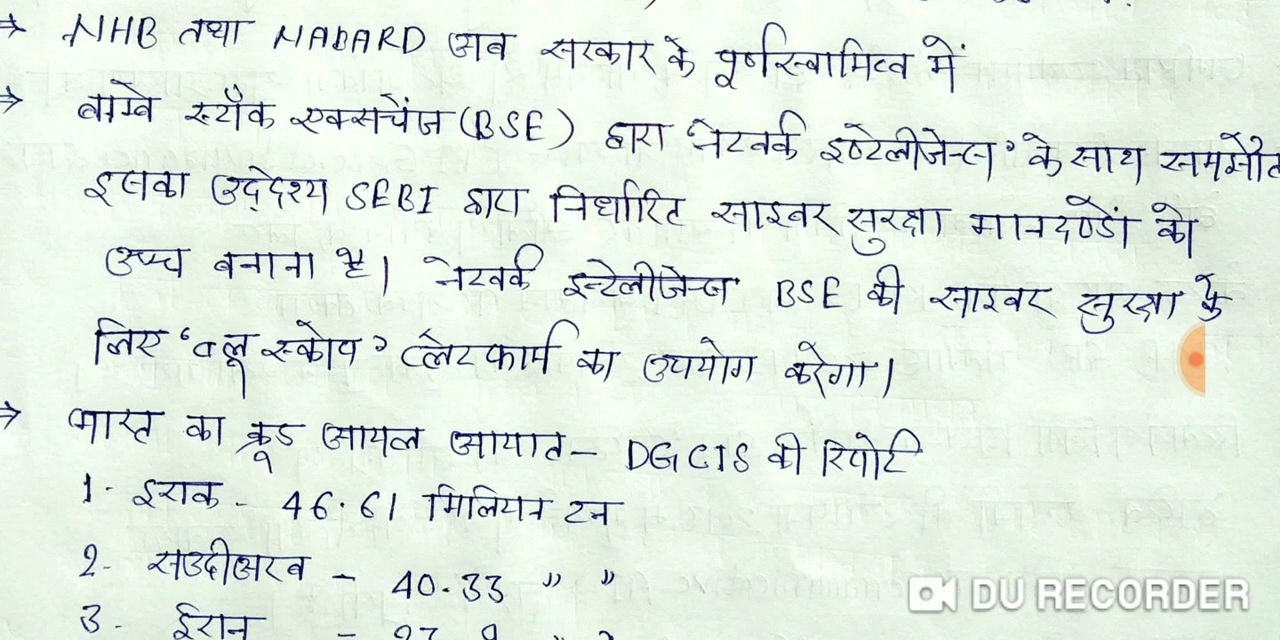 → NHB तथा NABARD अब सरकार के पूर्णस्वामित्व में
→ बाम्बे स्टॉक एक्सचेंज (BSE) द्वारा 'नेटवर्क इण्टेलीजेन्स' के साथ समझौत
इसका उद्देश्य SEBI द्वारा निर्धारित साइबर सुरक्षा मानदण्डों को
उच्च बनाना है। नेटवर्क इन्टेलीजेन्स BSE की साइबर सुरक्षा के
लिए 'ब्लू स्कोप' प्लेटफार्म का उपयोग करेगा।
→ भारत का क्रूड आयल आयात - DGCIS की रिपोर्ट
1. इराक - 46.61 मिलियन टन
2. सउदीअरब - 40.33 " "
3. ईरान -
DU RECORDER